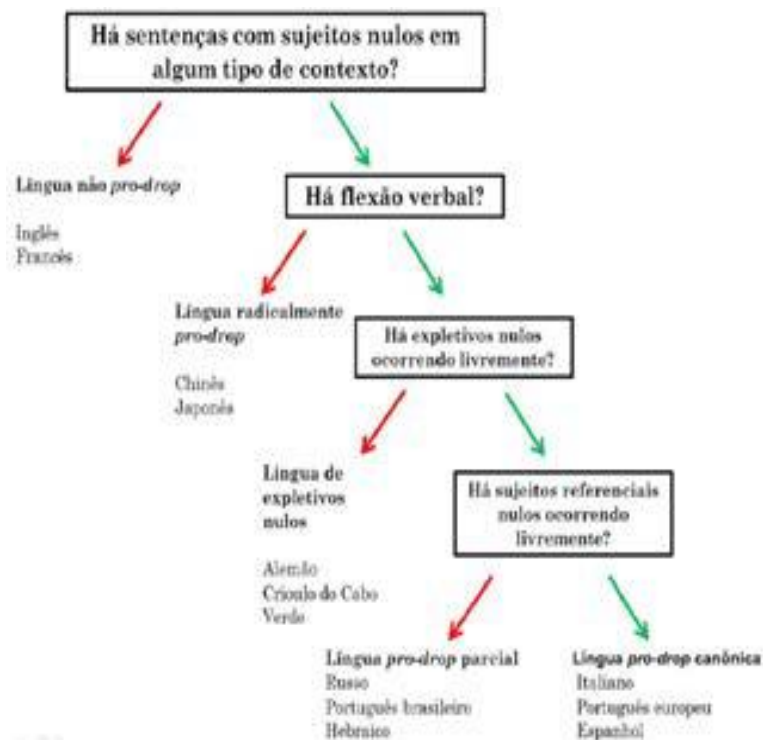 Há sentenças com sujeitos nulos em
algum tipo de contexto?
Língua não pro-drop
Inglês
Francês
Há flexão verbal?
Língua radicalmente
pro-drop
Chinês
Japonês
Há expletivos nulos
ocorrendo livremente?
Língua de
expletivos
nulos
Alemão
Crioulo do Cabo
Verde
Há sujeitos referenciais
nulos ocorrendo
livremente?
Língua pro-drop parcial
Russo
Português brasileiro
Hebraico
Língua pro-drop canônica
Italiano
Português europeu
Espanhol